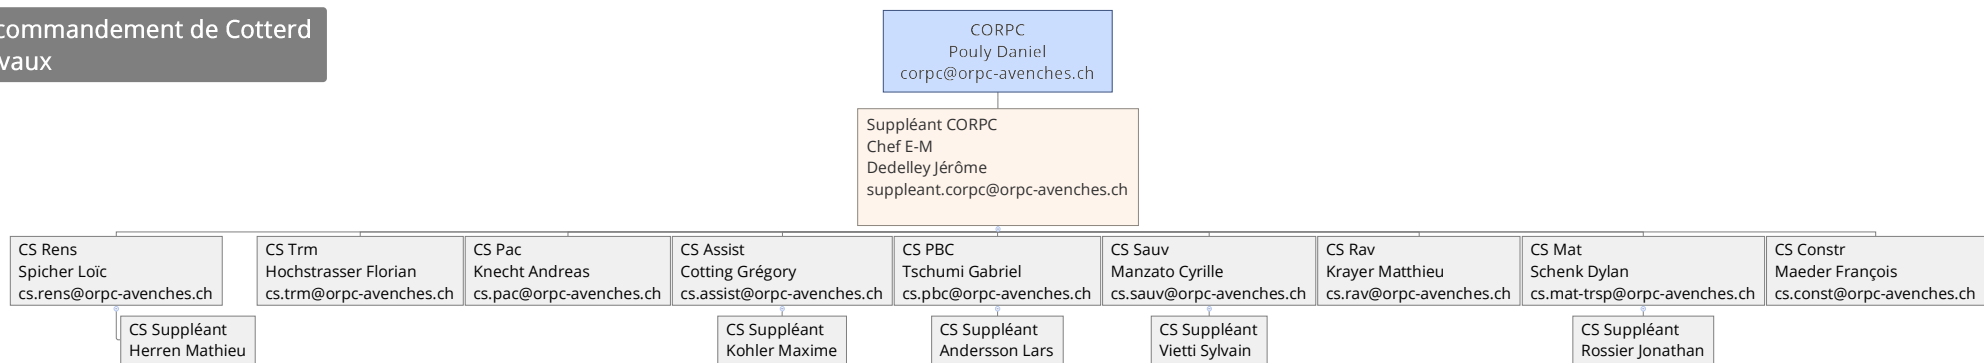 commandement de Cotterd
vaux
CORPC
Pouly Daniel
corpc@orpc-avenches.ch
Suppléant CORPC
Chef E-M
Dedelley Jérôme
suppleant.corpc@orpc-avenches.ch
CS Rens
Spicher Loïc
cs.rens@orpc-avenches.ch
CS Trm
Hochstrasser Florian
cs.trm@orpc-avenches.ch
CS Pac
Knecht Andreas
cs.pac@orpc-avenches.ch
CS Assist
Cotting Grégory
cs.assist@orpc-avenches.ch
CS PBC
Tschumi Gabriel
cs.pbc@orpc-avenches.ch
CS Sauv
Manzato Cyrille
cs.sauv@orpc-avenches.ch
CS Rav
Krayer Matthieu
cs.rav@orpc-avenches.ch
CS Mat
Schenk Dylan
cs.mat-trsp@orpc-avenches.ch
CS Constr
Maeder François
cs.const@orpc-avenches.ch
CS Suppléant
Herren Mathieu
CS Suppléant
Kohler Maxime
CS Suppléant
Andersson Lars
CS Suppléant
Vietti Sylvain
CS Suppléant
Rossier Jonathan